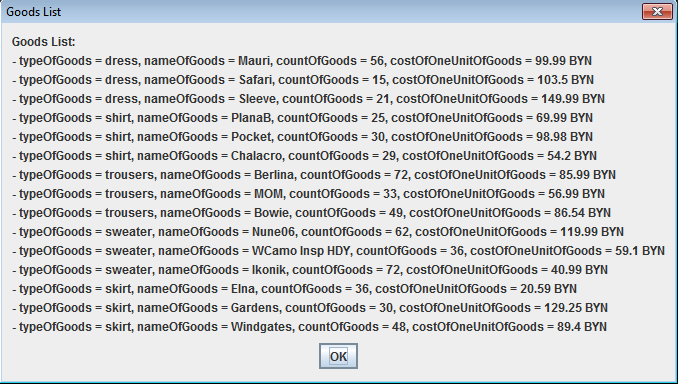 Goods List
Goods List:
- typeOfGoods = dress, nameOfGoods = Mauri, countOfGoods = 56, costOfOneUnitOfGoods = 99.99 BYN
- typeOfGoods = dress, nameOfGoods = Safari, countOfGoods = 15, costOfOneUnitOfGoods = 103.5 BYN
- typeOfGoods = dress, nameOfGoods = Sleeve, countOfGoods = 21, costOfOneUnitOfGoods = 149.99 BYN
- typeOfGoods = shirt, nameOfGoods = PlanaB, countOfGoods = 25, costOfOneUnitOfGoods = 69.99 BYN
- typeOfGoods = shirt, nameOfGoods = Pocket, countOfGoods = 30, costOfOneUnitOfGoods = 98.98 BYN
- typeOfGoods = shirt, nameOfGoods = Chalacro, countOfGoods = 29, costOfOneUnitOfGoods = 54.2 BYN
- typeOfGoods = trousers, nameOfGoods = Berlina, countOfGoods = 72, costOfOneUnitOfGoods = 85.99 BYN
- typeOfGoods = trousers, nameOfGoods = MOM, countOfGoods = 33, costOfOneUnitOfGoods = 56.99 BYN
- typeOfGoods = trousers, nameOfGoods = Bowie, countOfGoods = 49, costOfOneUnitOfGoods = 86.54 BYN
- typeOfGoods = sweater, nameOfGoods = Nune06, countOfGoods = 62, costOfOneUnitOfGoods = 119.99 BYN
- typeOfGoods = sweater, nameOfGoods = WCamo Insp HDY, countOfGoods = 36, costOfOneUnitOfGoods = 59.1 BYN
- typeOfGoods = sweater, nameOfGoods = Ikonik, countOfGoods = 72, costOfOneUnitOfGoods = 40.99 BYN
- typeOfGoods = skirt, nameOfGoods = Elna, countOfGoods = 36, costOfOneUnitOfGoods = 20.59 BYN
- typeOfGoods = skirt, nameOfGoods = Gardens, countOfGoods = 30, costOfOneUnitOfGoods = 129.25 BYN
- typeOfGoods = skirt, nameOfGoods = Windgates, countOfGoods = 48, costOfOneUnitOfGoods = 89.4 BYN
OK